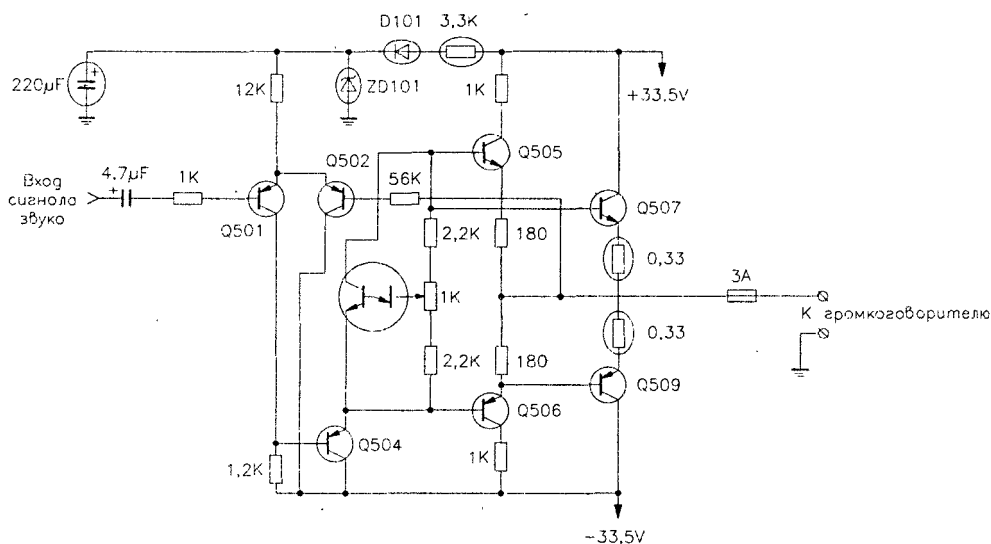 D101
3,3K
220µF
+
12K
ZD101
1K
+33,5V
Q502
Q505
4,7µF
+
1K
56K
Вход
сигнола
звуко
Q501
Q507
2,2K
180
0,33
3A
1K
К громкоговорителю
0,33
2,2K
180
Q509
Q506
Q504
1K
1,2K
-33,5V